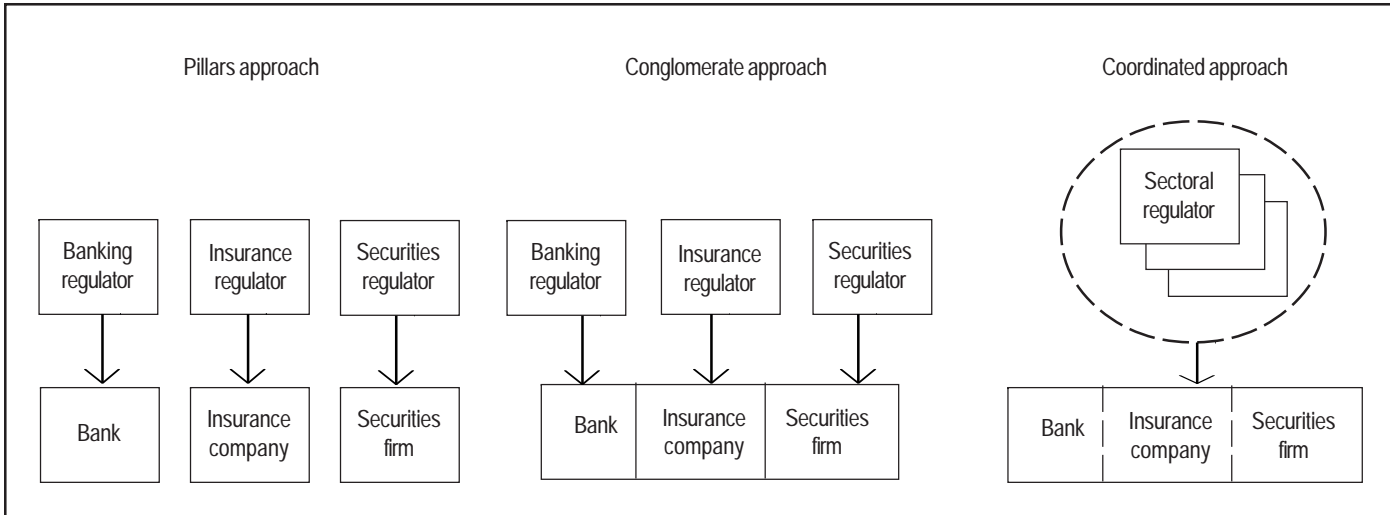 Pillars approach
Conglomerate approach
Coordinated approach
Banking
regulator
Insurance
regulator
Securities
regulator
Bank
Insurance
company
Securities
firm
Banking
regulator
Insurance
regulator
Securities
regulator
Bank
Insurance
company
Securities
firm
Sectoral
regulator
Bank
Insurance
company
Securities
firm